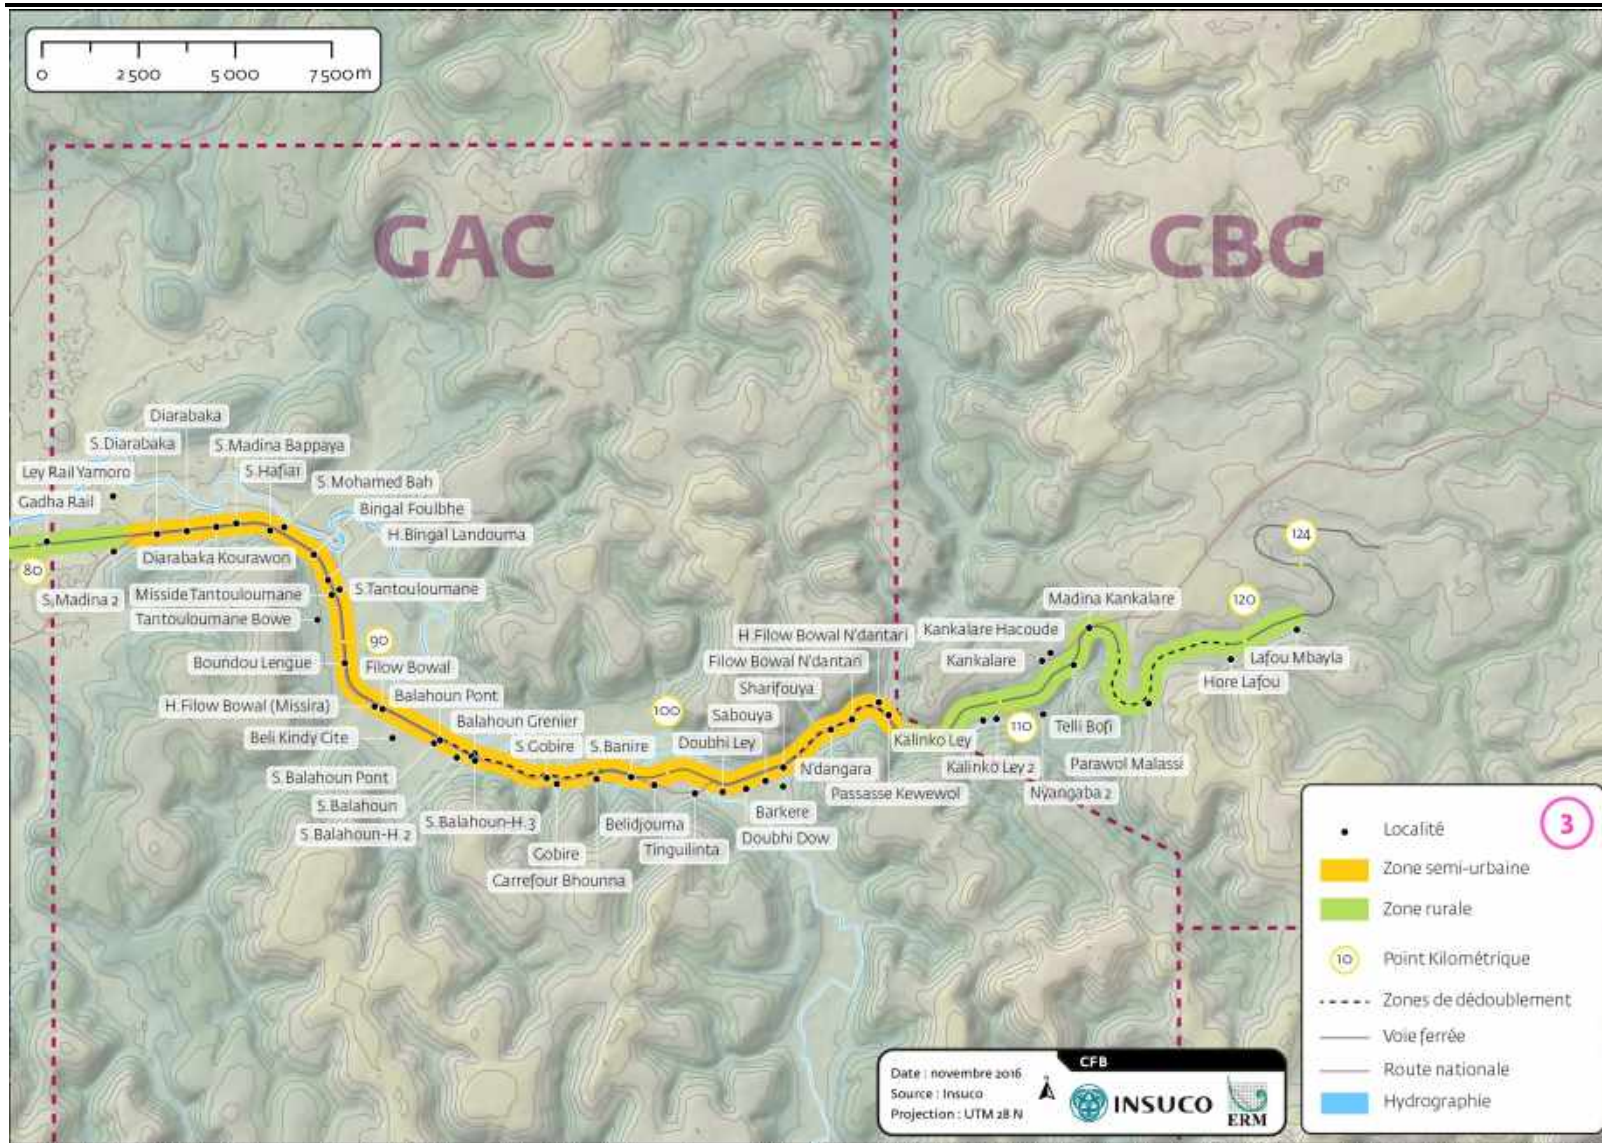 0
2 500
5 000
7 500 m
GAC
CBG
Diarabaka
S.Diarabaka
S.Madina Bappaya
Ley Rail Yamoro
S.Hafia1
S.Mohamed Bah
Gadha Rail
Bingal Foulbhe
H.Bingal Landouma
Diarabaka Kourawon
80
S.Madina 2
Misside Tantouloumane
S.Tantouloumane
Tantouloumane Bowe
90
Boundou Lengue
Filow Bowal
Balahoun Pont
H.Filow Bowal (Missira)
Balahoun Grenier
Beli Kindy Cite
S.Gobire
S.Banire
S.Balahoun Pont
S.Balahoun
S.Balahoun-H.2
S.Balahoun-H.3
Gobire
Carrefour Bhounna
100
Belidjouma
Tinguilinta
Doubhi Ley
Sabouya
Sharifouya
Filow Bowal N'dantari
H.Filow Bowal N'dantari
N'dangara
Passasse Kewewol
Barkere
Doubhi Dow
Kalinko Ley
Kalinko Ley 2
110
Nyangaba 2
Kankalare
Kankalare Hacoude
Madina Kankalare
Telli Bofi
Parawol Malassi
120
124
Lafou Mbayla
Hore Lafou
3
Localité
Zone semi-urbaine
Zone rurale
10
Point Kilométrique
Zones de dédoublement
Voie ferrée
Route nationale
Hydrographie
CFB
Date : novembre 2016
Source : Insuco
Projection : UTM 28 N
INSUCO
ERM